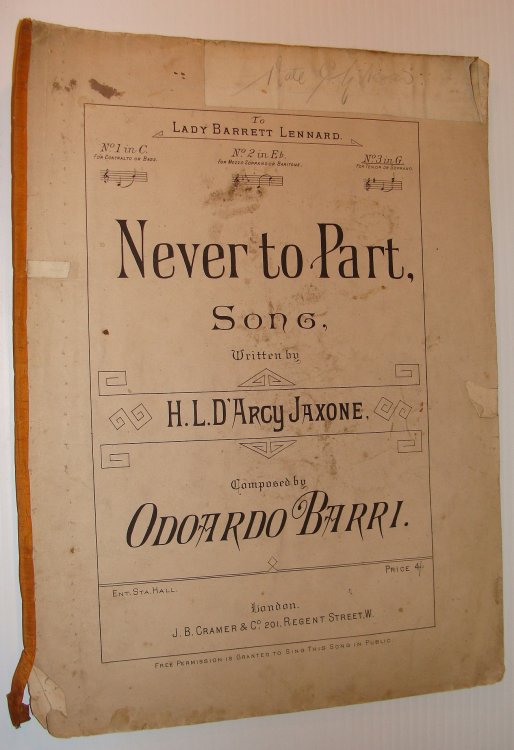 To
LADY BARRETT LENNARD.
No 1 in C.
FOR CONTRALTO OR BASS.
No 2 in E♭.
FOR MEZZO SOPRANO OR BARITONE.
No 3 in G.
FOR TENOR OR SOPRANO.
Never to Part,
SONG,
Written by
H.L.D'ARCY JAXONE.
Composed by
ODOARDO BARRI.
ENT. STA. HALL.
PRICE 4/-
London.
J. B. CRAMER & Co. 201, REGENT STREET, W.
FREE PERMISSION IS GRANTED TO SING THIS SONG IN PUBLIC